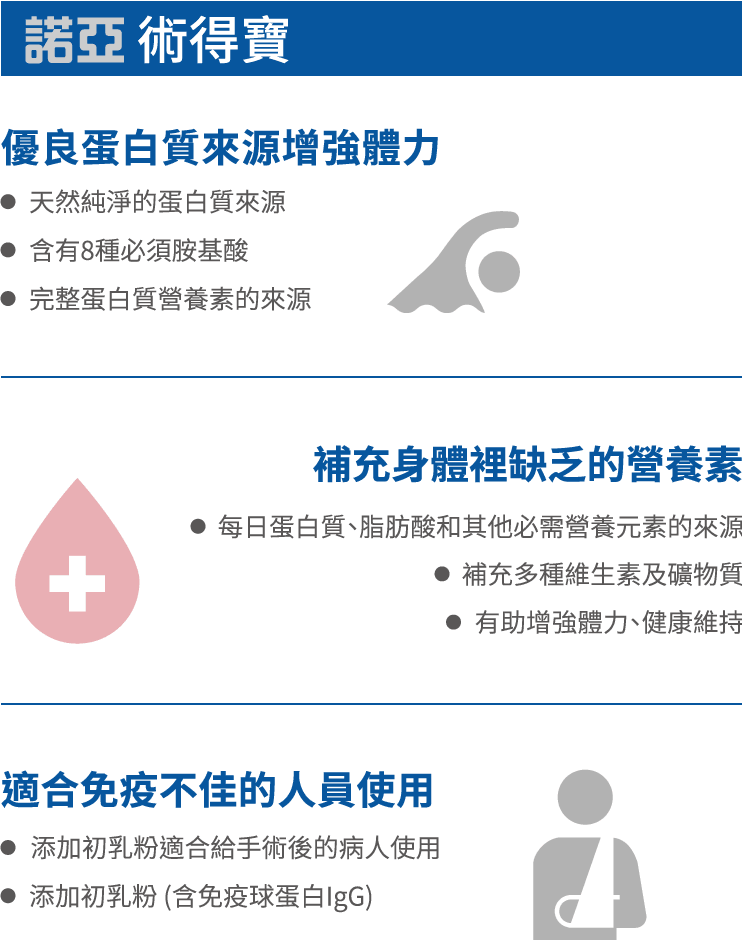 諾亞 術得寶
優良蛋白質來源增強體力
● 天然純淨的蛋白質來源
● 含有8種必須胺基酸
● 完整蛋白質營養素的來源
補充身體裡缺乏的營養素
● 每日蛋白質、脂肪酸和其他必需營養元素的來源
● 補充多種維生素及礦物質
● 有助增強體力、健康維持
適合免疫不佳的人員使用
● 添加初乳粉適合給手術後的病人使用
● 添加初乳粉 (含免疫球蛋白IgG)